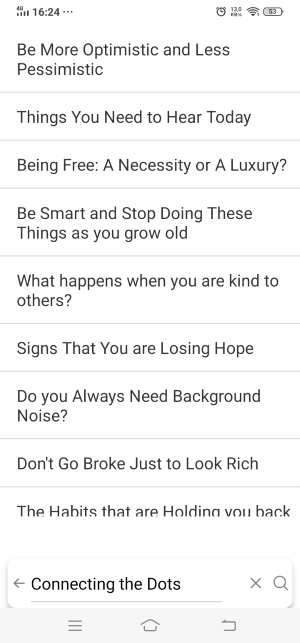 4G 16:24 ··· 13,0 KB/s 53
Be More Optimistic and Less
Pessimistic
Things You Need to Hear Today
Being Free: A Necessity or A Luxury?
Be Smart and Stop Doing These
Things as you grow old
What happens when you are kind to
others?
Signs That You are Losing Hope
Do you Always Need Background
Noise?
Don't Go Broke Just to Look Rich
The Habits that are Holding you back
Connecting the Dots